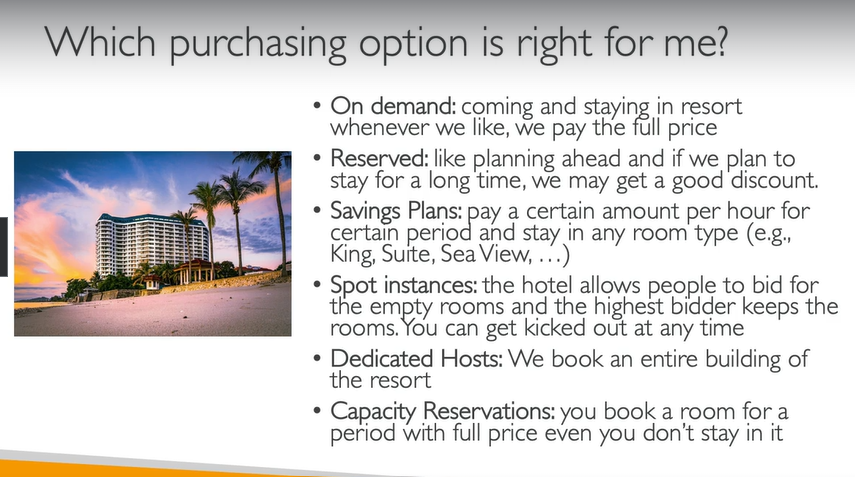 Which purchasing option is right for me?
• On demand: coming and staying in resort
whenever we like, we pay the full price
• Reserved: like planning ahead and if we plan to
stay for a long time, we may get a good discount.
• Savings Plans: pay a certain amount per hour for
certain period and stay in any room type (e.g.,
King, Suite, Sea View, …)
• Spot instances: the hotel allows people to bid for
the empty rooms and the highest bidder keeps the
rooms. You can get kicked out at any time
• Dedicated Hosts: We book an entire building of
the resort
• Capacity Reservations: you book a room for a
period with full price even you don't stay in it